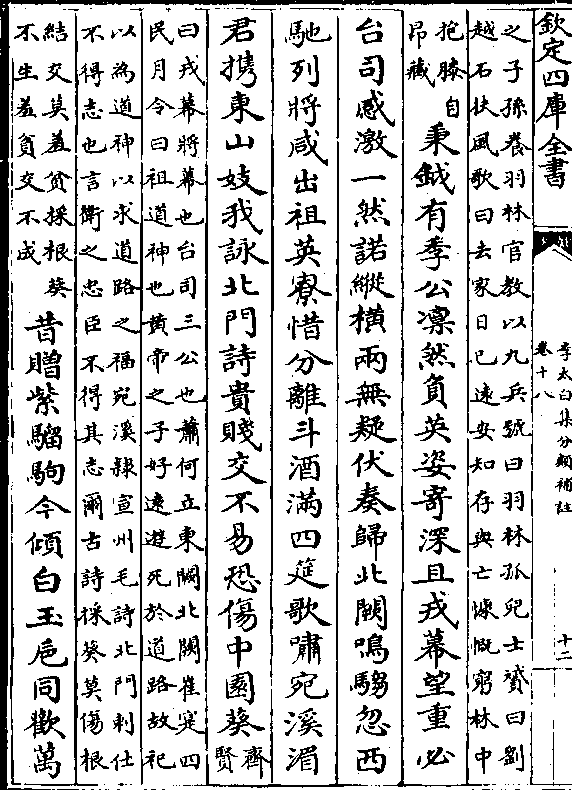 欽定四庫全書
李太白集分類補註
卷十八
十二
之子孫養羽林官教以九兵號曰羽林孤兒士贇曰劉
越石扶風歌曰去家日已遠安知存與亡慷慨窮林中
抱膝自
昂藏
秉鉞有季公凛然負英姿寄深且戎幕望重必
台司感激一然諾縱橫兩無疑伏奏歸北闕鳴騶忽西
馳列將咸出祖英寮惜分離斗酒滿四筵歌嘯宛溪湄
君攜東山妓我詠北門詩貴賤交不易恐傷中園葵
齊
賢
曰戎幕將幕也台司三公也蕭何立東闕北闕崔寔四
民月令曰祖道神也黃帝之子好逺遊死於道路故祀
以為道神以求道路之福宛溪隷宣州毛詩北門刺仕
不得志也言衛之忠臣不得其志爾古詩採葵莫傷根
結交莫羞貧採根葵
不生羞貧交不成
昔贈紫騮駒今傾白玉巵同歡萬